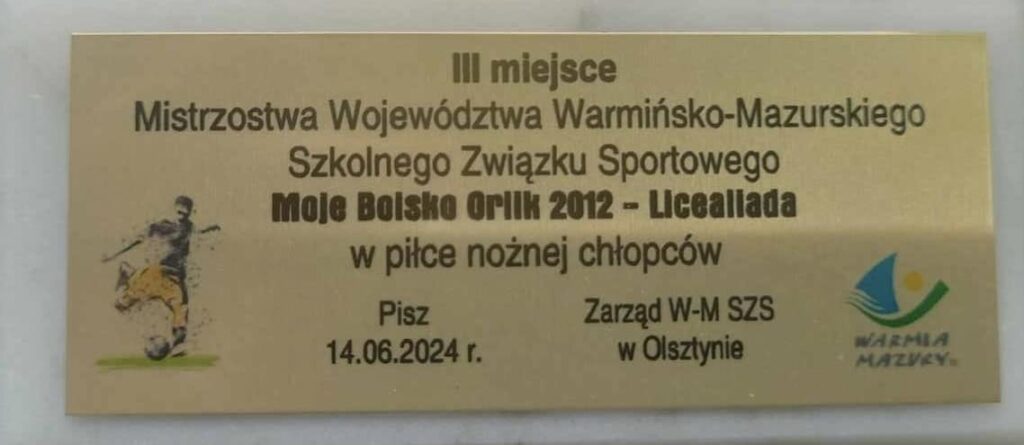 III miejsce
Mistrzostwa Województwa Warmińsko-Mazurskiego
Szkolnego Związku Sportowego
Moje Boisko Orlik 2012 - Licealiada
w piłce nożnej chłopców
Pisz
14.06.2024 r.
Zarząd W-M SZS
w Olsztynie
WARMIA
MAZURY